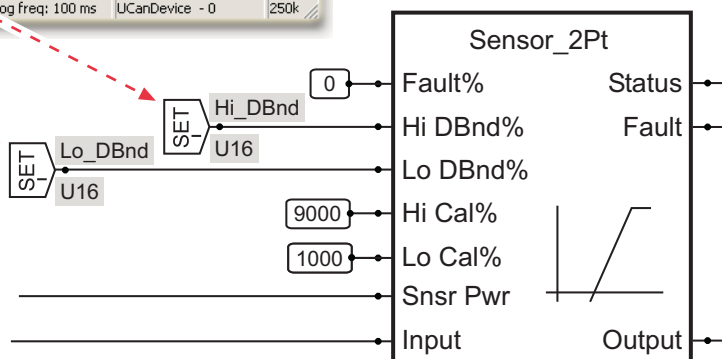 og freq: 100 ms UCanDevice - 0 250k
Sensor_2Pt
0 Fault% Status
SET Hi_DBnd Hi DBnd% Fault
U16
SET Lo_DBnd Lo DBnd%
U16
9000 Hi Cal%
1000 Lo Cal%
Snsr Pwr
Input Output